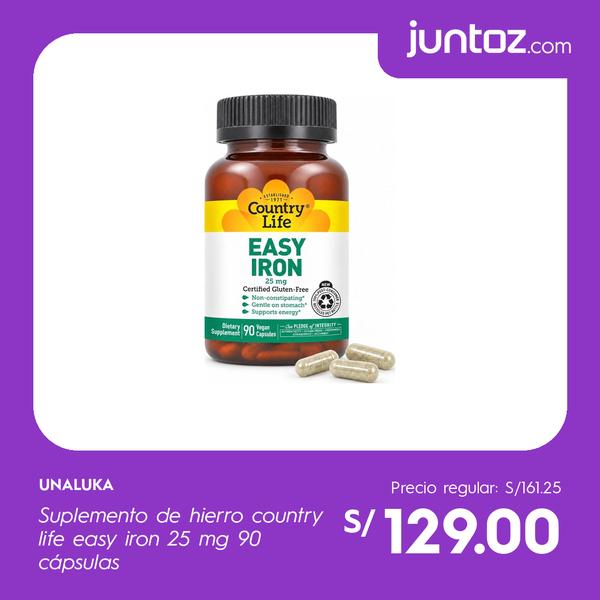 juntoz.com
ESTABLISHED
1971
Country®
Life
EASY
IRON
25 mg
Certified Gluten-Free
Non-constipating*
Gentle on stomach*
Supports energy*
NEW
Dietary
Supplement
90 Vegan
Capsules
Our PLEDGE of INTEGRITY
UNALUKA
Suplemento de hierro country
life easy iron 25 mg 90
cápsulas
Precio regular: S/161.25
S/ 129.00